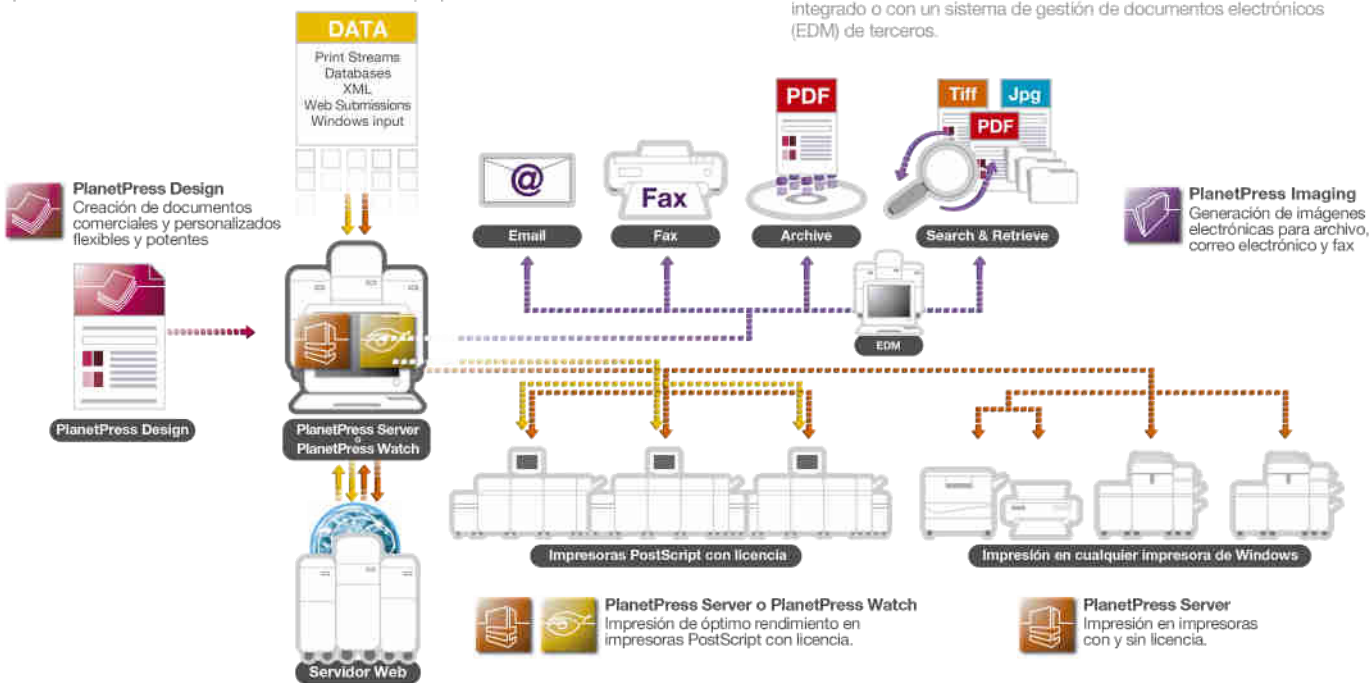 integrado o con un sistema de gestión de documentos electrónicos
(EDM) de terceros.
DATA
Print Streams
Databases
XML
Web Submissions
Windows input
PDF
Tiff
Jpg
PDF
@
Fax
PlanetPress Design
Creación de documentos
comerciales y personalizados
flexibles y potentes
Email
Fax
Archive
Search & Retrieve
PlanetPress Imaging
Generación de imágenes
electrónicas para archivo,
correo electrónico y fax
EDM
PlanetPress Design
PlanetPress Server
o
PlanetPress Watch
Impresoras PostScript con licencia
Impresión en cualquier impresora de Windows
PlanetPress Server o PlanetPress Watch
Impresión de óptimo rendimiento en
impresoras PostScript con licencia.
PlanetPress Server
Impresión en impresoras
con y sin licencia.
Servidor Web